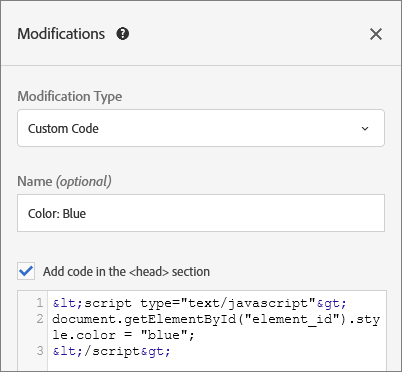 Modifications
Modification Type
Custom Code
Name (optional)
Color: Blue
Add code in the <head> section
1 &lt;script type="text/javascript"&gt;
2 document.getElementById("element_id").sty
le.color = "blue";
3 &lt;/script&gt;